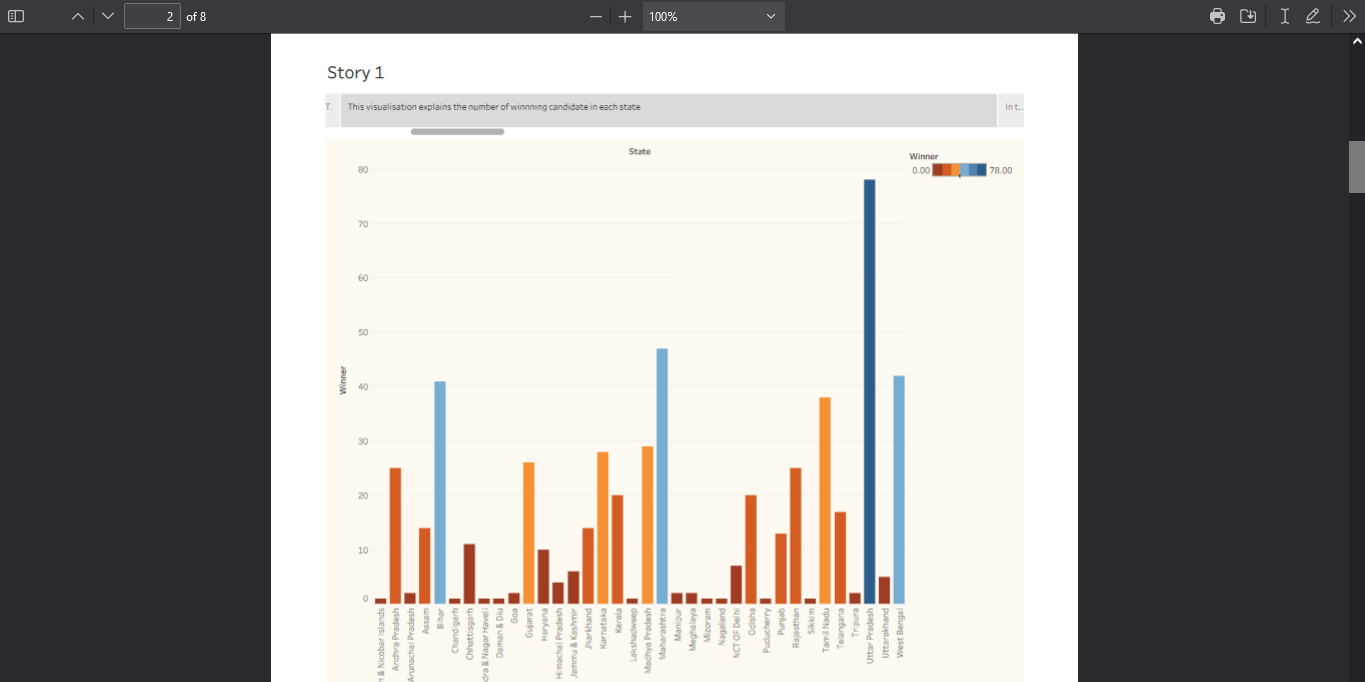 2 of 8
100%
Story 1
T.
This visualisation explains the number of winnning candidate in each state
In t..
State
Winner
0.00 78.00
80
70
60
50
40
30
20
10
0
Winner
n & Nicobar Islands
Andhra Pradesh
Arunachal Pradesh
Assam
Bihar
Chandigarh
Chhattisgarh
dra & Nagar Haveli
Daman & Diu
Goa
Gujarat
Haryana
Himachal Pradesh
Jammu & Kashmir
Jharkhand
Karnataka
Kerala
Lakshadweep
Madhya Pradesh
Maharashtra
Manipur
Meghalaya
Mizoram
Nagaland
NCT OF Delhi
Odisha
Puducherry
Punjab
Rajasthan
Sikkim
Tamil Nadu
Telangana
Tripura
Uttar Pradesh
Uttarakhand
West Bengal